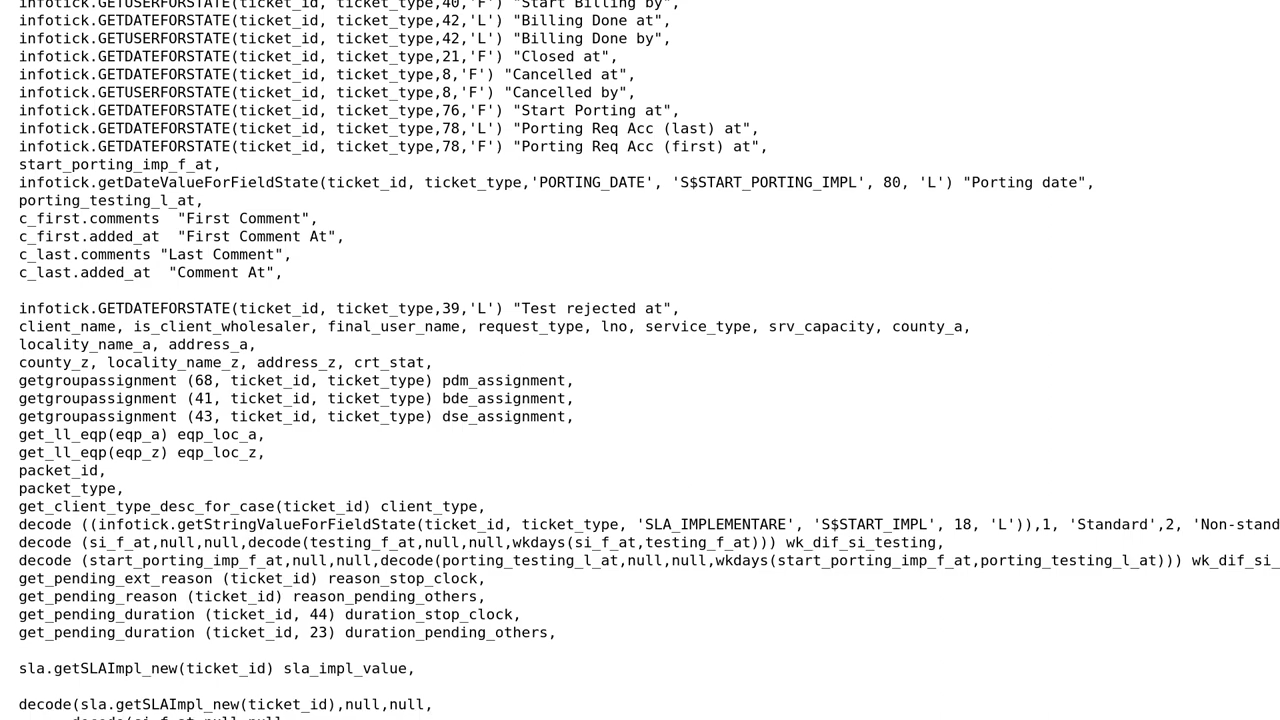 infotick.GETUSERFORSTATE(ticket_id, ticket_type,40,'F') "Start Billing by",
infotick.GETDATEFORSTATE(ticket_id, ticket_type,42,'L') "Billing Done at",
infotick.GETUSERFORSTATE(ticket_id, ticket_type,42,'L') "Billing Done by",
infotick.GETDATEFORSTATE(ticket_id, ticket_type,21,'F') "Closed at",
infotick.GETDATEFORSTATE(ticket_id, ticket_type,8,'F') "Cancelled at",
infotick.GETUSERFORSTATE(ticket_id, ticket_type,8,'F') "Cancelled by",
infotick.GETDATEFORSTATE(ticket_id, ticket_type,76,'F') "Start Porting at",
infotick.GETDATEFORSTATE(ticket_id, ticket_type,78,'L') "Porting Req Acc (last) at",
infotick.GETDATEFORSTATE(ticket_id, ticket_type,78,'F') "Porting Req Acc (first) at",
start_porting_imp_f_at,
infotick.getDateValueForFieldState(ticket_id, ticket_type,'PORTING_DATE', 'S$START_PORTING_IMPL', 80, 'L') "Porting date",
porting_testing_l_at,
c_first.comments  "First Comment",
c_first.added_at  "First Comment At",
c_last.comments "Last Comment",
c_last.added_at  "Comment At",
infotick.GETDATEFORSTATE(ticket_id, ticket_type,39,'L') "Test rejected at",
client_name, is_client_wholesaler, final_user_name, request_type, lno, service_type, srv_capacity, county_a,
locality_name_a, address_a,
county_z, locality_name_z, address_z, crt_stat,
getgroupassignment (68, ticket_id, ticket_type) pdm_assignment,
getgroupassignment (41, ticket_id, ticket_type) bde_assignment,
getgroupassignment (43, ticket_id, ticket_type) dse_assignment,
get_ll_eqp(eqp_a) eqp_loc_a,
get_ll_eqp(eqp_z) eqp_loc_z,
packet_id,
packet_type,
get_client_type_desc_for_case(ticket_id) client_type,
decode ((infotick.getStringValueForFieldState(ticket_id, ticket_type, 'SLA_IMPLEMENTARE', 'S$START_IMPL', 18, 'L')),1, 'Standard',2, 'Non-stand
decode (si_f_at,null,null,decode(testing_f_at,null,null,wkdays(si_f_at,testing_f_at))) wk_dif_si_testing,
decode (start_porting_imp_f_at,null,null,decode(porting_testing_l_at,null,null,wkdays(start_porting_imp_f_at,porting_testing_l_at))) wk_dif_si_
get_pending_ext_reason (ticket_id) reason_stop_clock,
get_pending_reason (ticket_id) reason_pending_others,
get_pending_duration (ticket_id, 44) duration_stop_clock,
get_pending_duration (ticket_id, 23) duration_pending_others,
sla.getSLAImpl_new(ticket_id) sla_impl_value,
decode(sla.getSLAImpl_new(ticket_id),null,null,
decode(si_f_at,null,null,